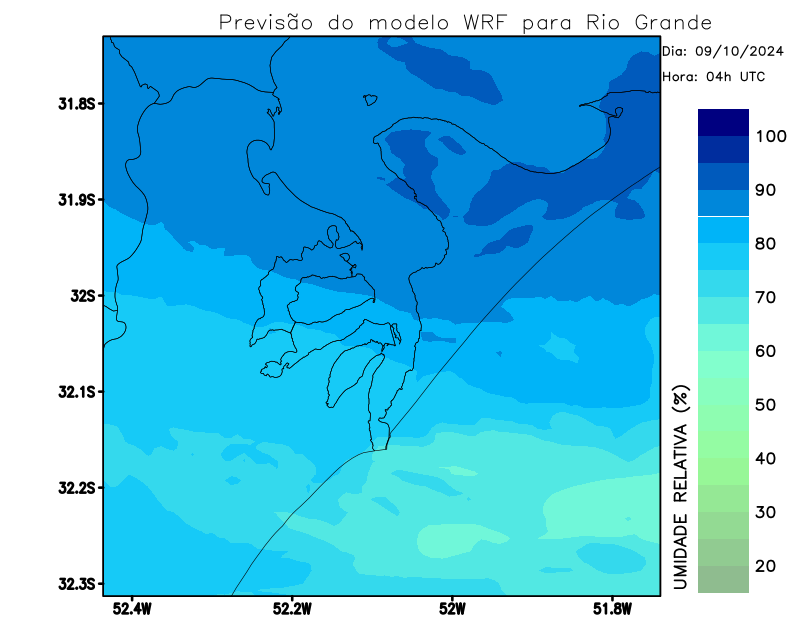 Previsão do modelo WRF para Rio Grande
Dia: 09/10/2024
Hora: 04h UTC
31.8S
31.9S
32S
32.1S
32.2S
32.3S
52.4W
52.2W
52W
51.8W
100
90
80
70
60
50
40
30
20
UMIDADE RELATIVA (%)